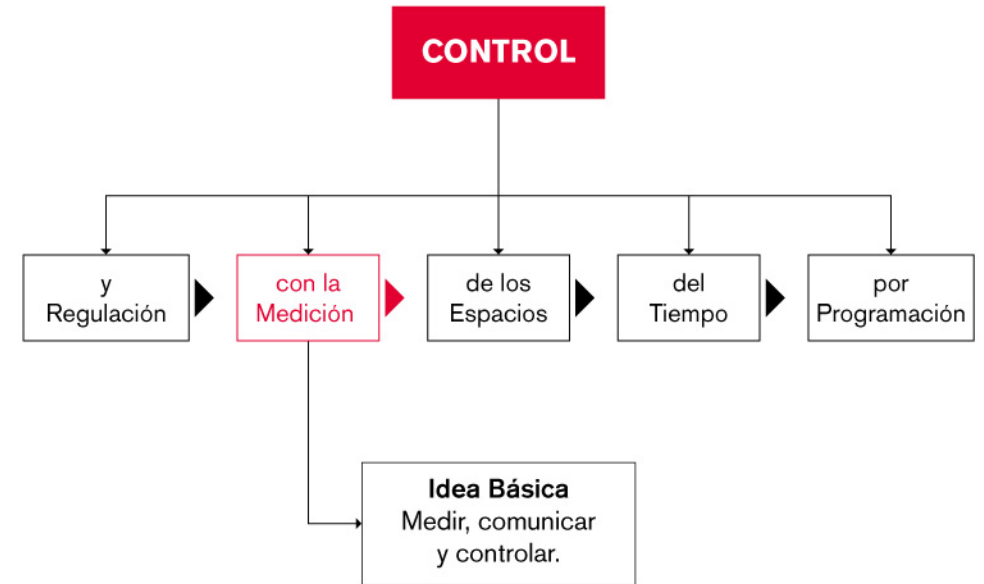 CONTROL
y
Regulación
con la
Medición
de los
Espacios
del
Tiempo
por
Programación
Idea Básica
Medir, comunicar
y controlar.